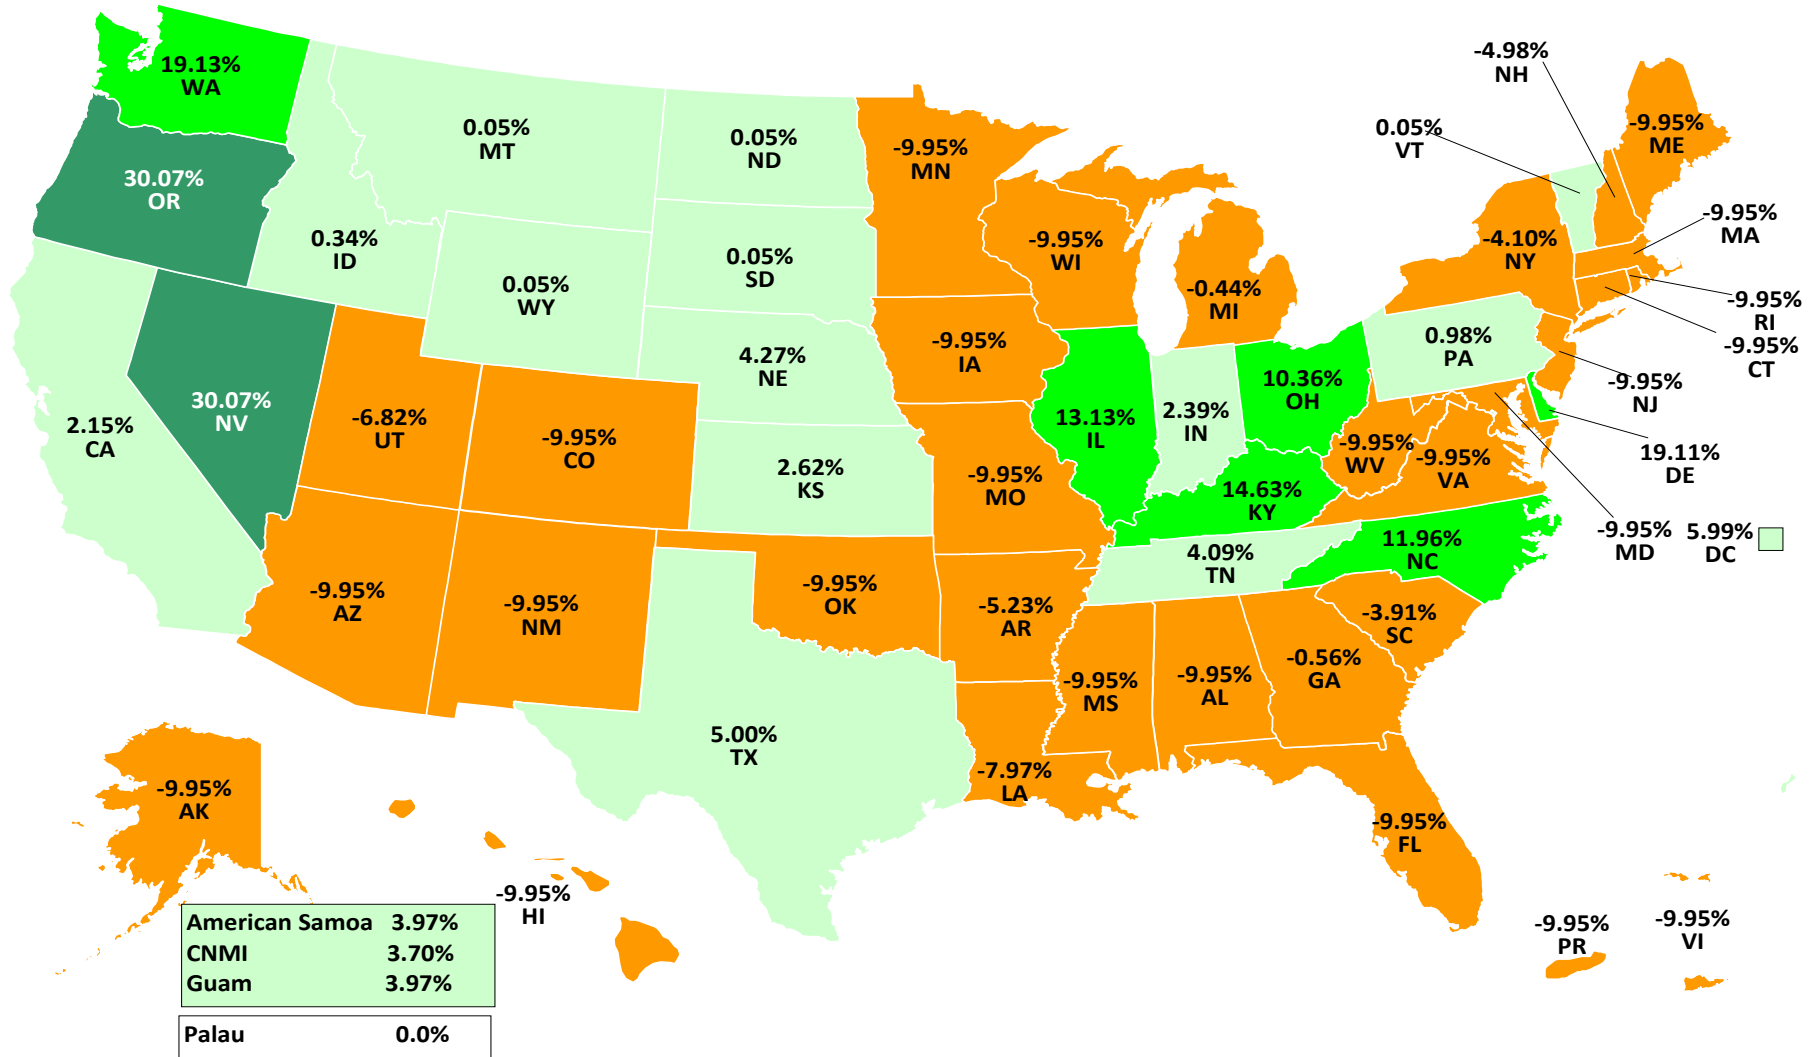 19.13%
WA
30.07%
OR
0.05%
MT
0.05%
ND
-9.95%
MN
-4.98%
NH
0.05%
VT
-9.95%
ME
0.34%
ID
0.05%
WY
0.05%
SD
-9.95%
WI
-0.44%
MI
-4.10%
NY
-9.95%
MA
-9.95%
RI
-9.95%
CT
4.27%
NE
-9.95%
IA
0.98%
PA
-9.95%
NJ
2.15%
CA
30.07%
NV
-6.82%
UT
-9.95%
CO
2.62%
KS
-9.95%
MO
13.13%
IL
2.39%
IN
10.36%
OH
-9.95%
WV
-9.95%
VA
19.11%
DE
14.63%
KY
-9.95%
MD
5.99%
DC
4.09%
TN
11.96%
NC
-9.95%
AZ
-9.95%
NM
-9.95%
OK
-5.23%
AR
-3.91%
SC
-9.95%
MS
-9.95%
AL
-0.56%
GA
5.00%
TX
-7.97%
LA
-9.95%
FL
-9.95%
AK
-9.95%
HI
-9.95%
PR
-9.95%
VI
American Samoa 3.97%
CNMI 3.70%
Guam 3.97%
Palau 0.0%